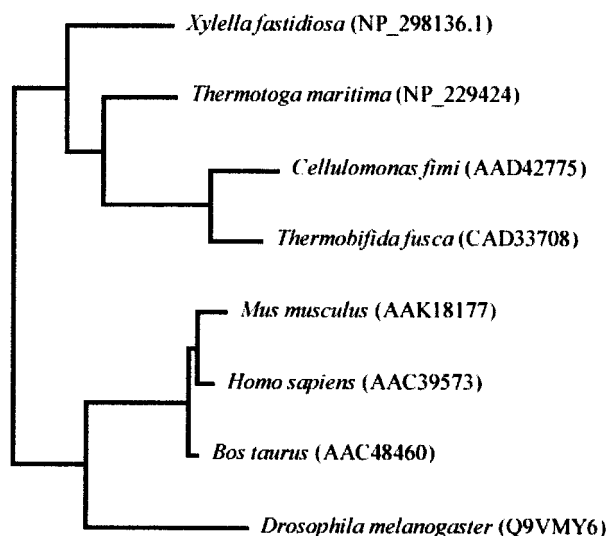 Xylella fastidiosa (NP_298136.1)
Thermotoga maritima (NP_229424)
Cellulomonas fimi (AAD42775)
Thermobifida fusca (CAD33708)
Mus musculus (AAK18177)
Homo sapiens (AAC39573)
Bos taurus (AAC48460)
Drosophila melanogaster (Q9VMY6)